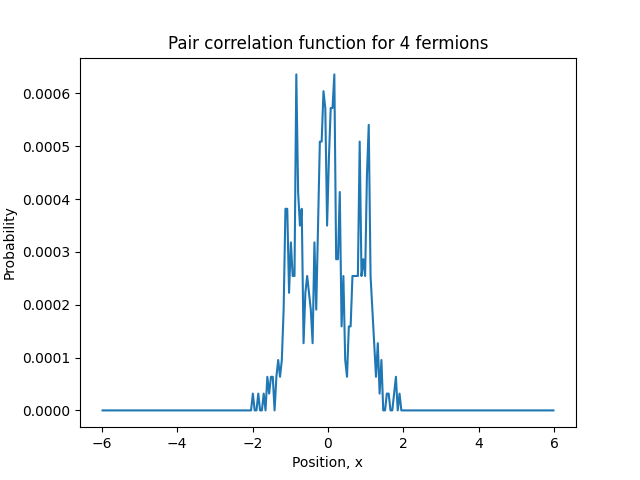 Pair correlation function for 4 fermions
0.0006
0.0005
0.0004
0.0003
0.0002
0.0001
0.0000
Probability
−6 −4 −2 0 2 4 6
Position, x